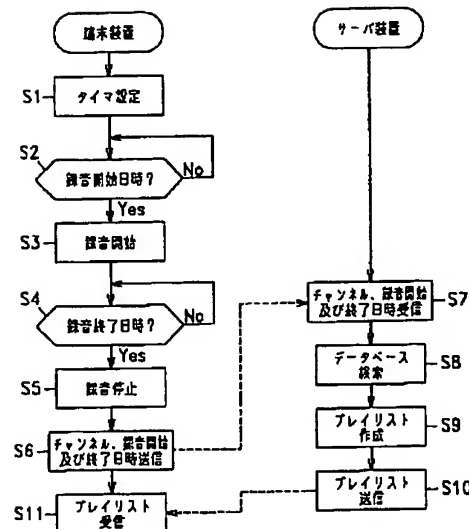 端末装置
サーバ装置
S1
タイマ設定
S2
録音開始日時?
No
Yes
S3
録音開始
S4
録音終了日時?
No
Yes
S5
録音停止
S6
チャンネル、録音開始
及び終了日時送信
S11
プレイリスト
受信
チャンネル、録音開始
及び終了日時受信
S7
データベース
検索
S8
プレイリスト
作成
S9
プレイリスト
送信
S10